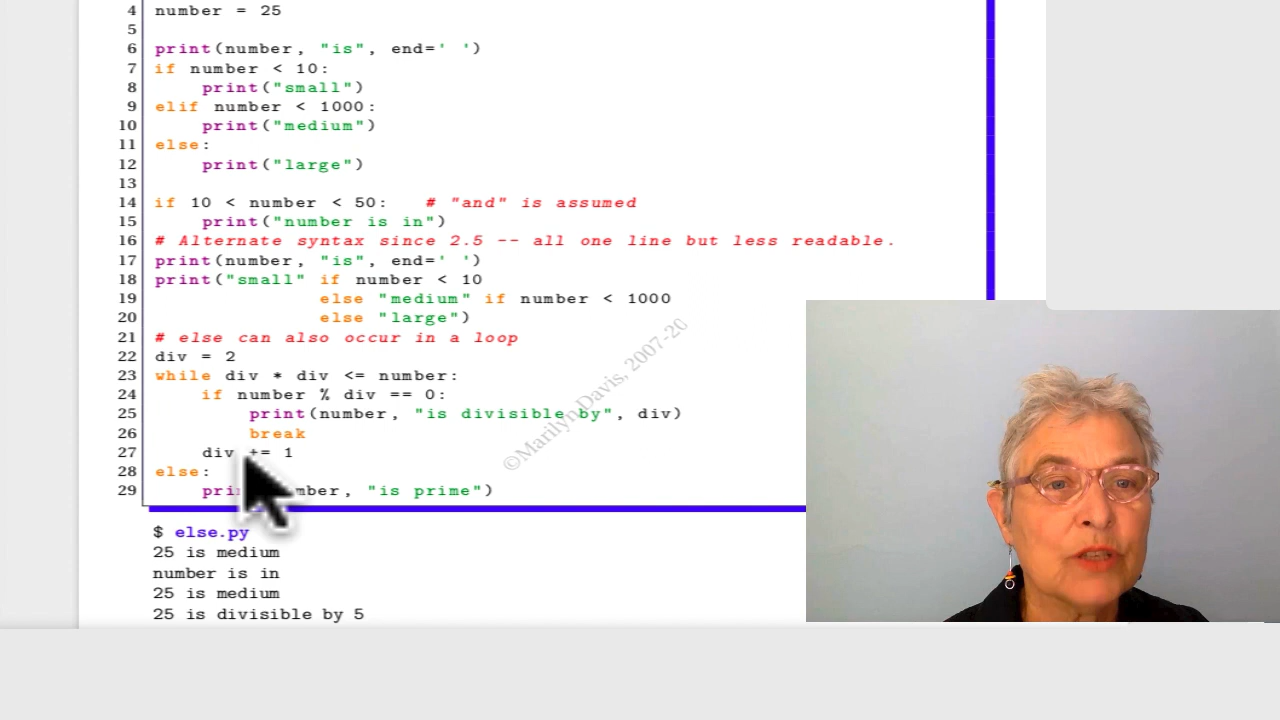 4 number = 25
5
6 print(number, "is", end=' ')
7 if number < 10:
8     print("small")
9 elif number < 1000:
10     print("medium")
11 else:
12     print("large")
13
14 if 10 < number < 50:   # "and" is assumed
15     print("number is in")
16 # Alternate syntax since 2.5 -- all one line but less readable.
17 print(number, "is", end=' ')
18 print("small" if number < 10
19               else "medium" if number < 1000
20               else "large")
21 # else can also occur in a loop
22 div = 2
23 while div * div <= number:
24     if number % div == 0:
25         print(number, "is divisible by", div)
26         break
27     div += 1
28 else:
29     "is prime")
$ else.py
25 is medium
number is in
25 is medium
25 is divisible by 5
©Marilyn Davis, 2007-20